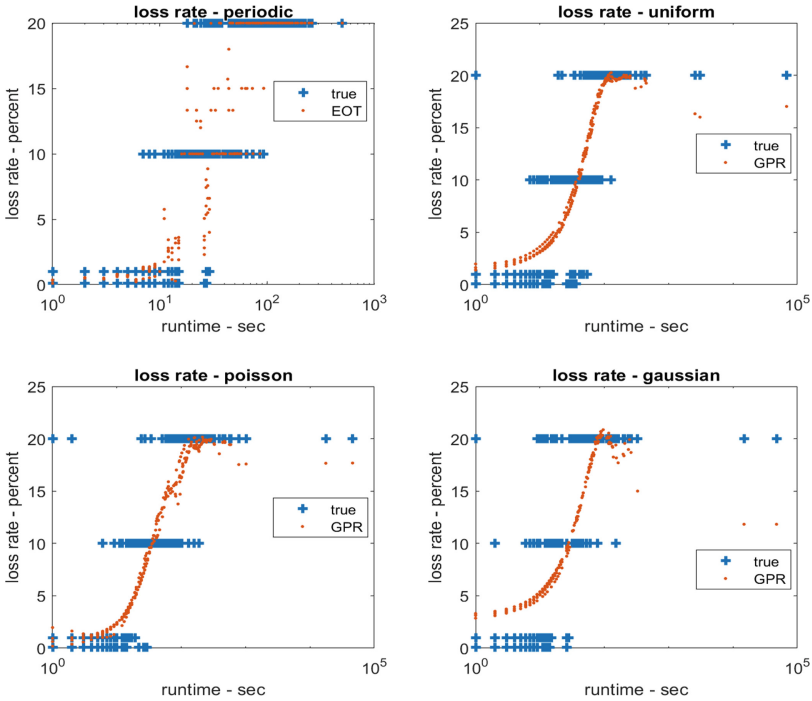 loss rate - periodic
20
15
10
5
0
loss rate - percent
true
EOT
10^0
10^1
10^2
10^3
runtime - sec
loss rate - uniform
25
20
15
10
5
0
loss rate - percent
true
GPR
10^0
10^5
runtime - sec
loss rate - poisson
25
20
15
10
5
0
loss rate - percent
true
GPR
10^0
10^5
runtime - sec
loss rate - gaussian
25
20
15
10
5
0
loss rate - percent
true
GPR
10^0
10^5
runtime - sec